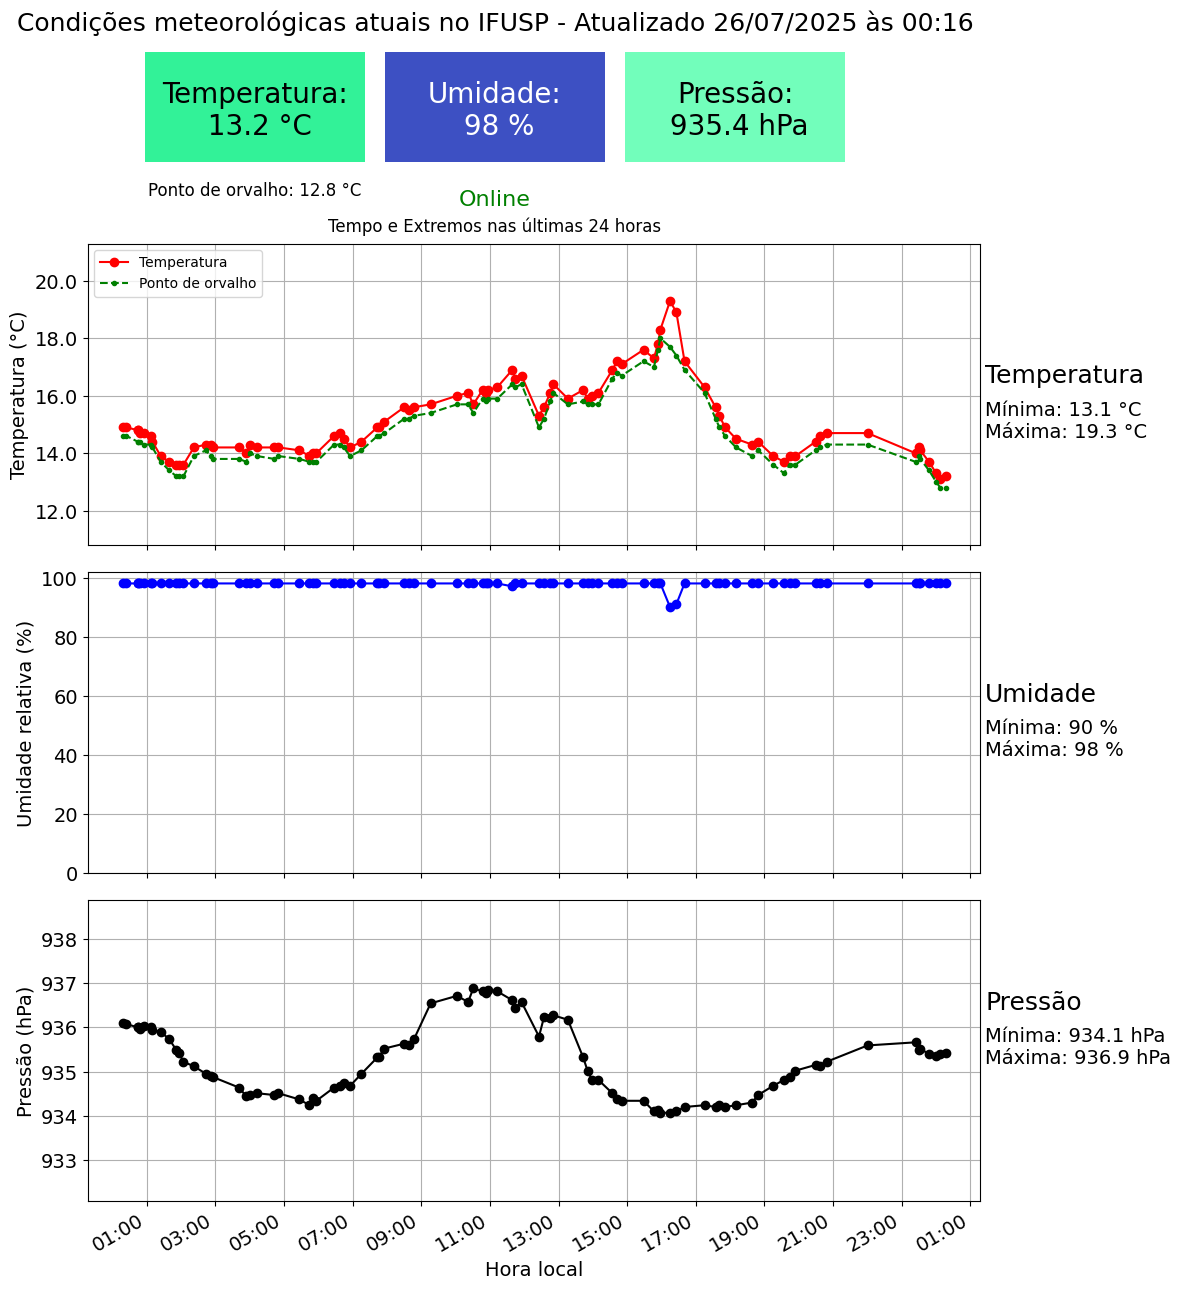 Condições meteorológicas atuais no IFUSP - Atualizado 26/07/2025 às 00:16
Temperatura:
13.2 °C
Umidade:
98 %
Pressão:
935.4 hPa
Ponto de orvalho: 12.8 °C
Online
Tempo e Extremos nas últimas 24 horas
Temperatura
Ponto de orvalho
Temperatura (°C)
20.0
18.0
16.0
14.0
12.0
Temperatura
Mínima: 13.1 °C
Máxima: 19.3 °C
Umidade relativa (%)
100
80
60
40
20
0
Umidade
Mínima: 90 %
Máxima: 98 %
Pressão (hPa)
938
937
936
935
934
933
Pressão
Mínima: 934.1 hPa
Máxima: 936.9 hPa
01:00
03:00
05:00
07:00
09:00
11:00
13:00
15:00
17:00
19:00
21:00
23:00
01:00
Hora local